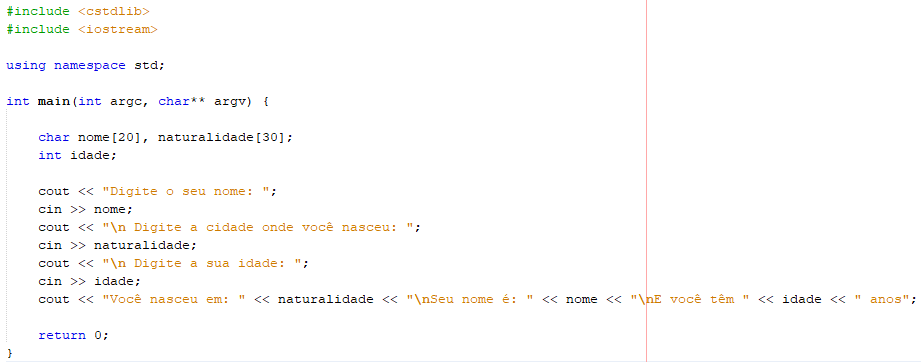 #include <cstdlib>
#include <iostream>
using namespace std;
int main(int argc, char** argv) {
char nome[20], naturalidade[30];
int idade;
cout << "Digite o seu nome: ";
cin >> nome;
cout << "\n Digite a cidade onde você nasceu: ";
cin >> naturalidade;
cout << "\n Digite a sua idade: ";
cin >> idade;
cout << "Você nasceu em: " << naturalidade << "\nSeu nome é: " << nome << "\nE você têm " << idade << " anos";
return 0;
}